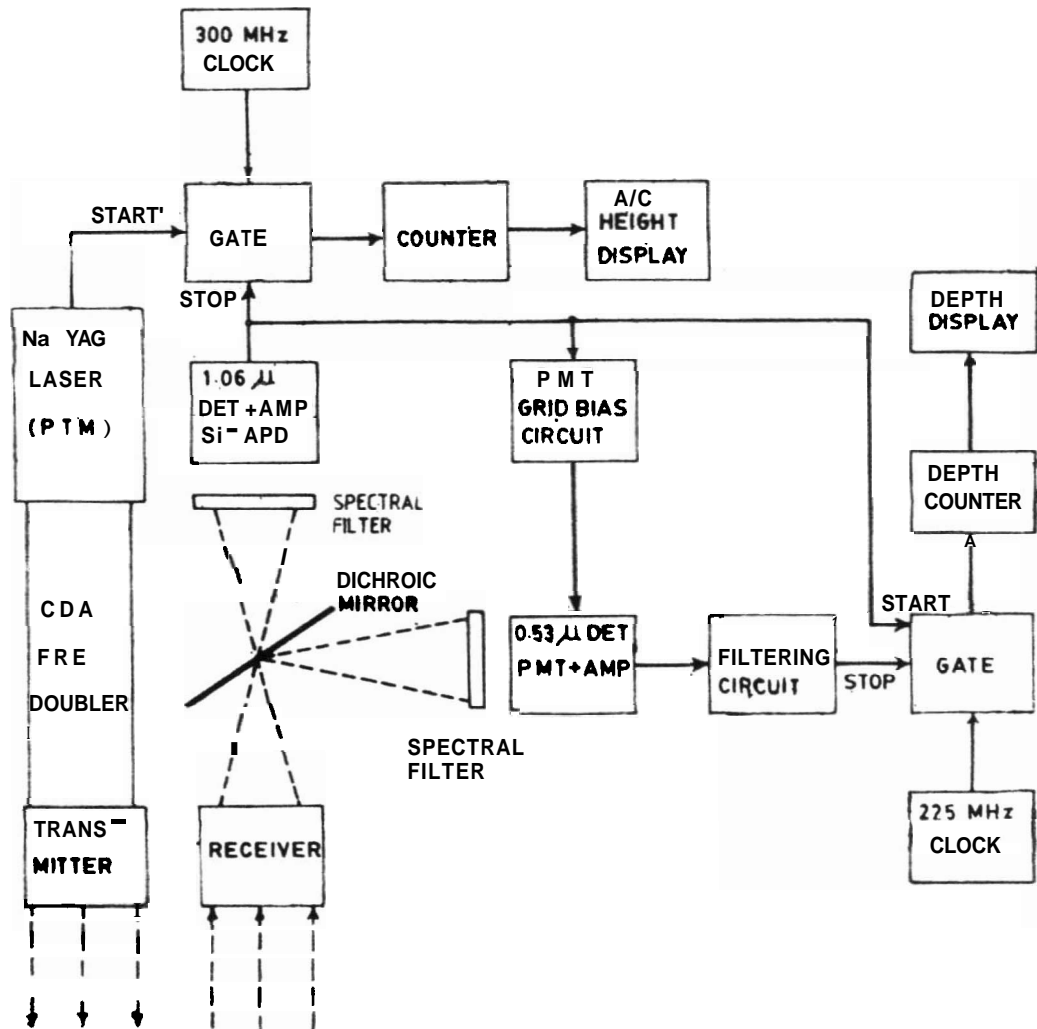 300 MHz
CLOCK
START'
GATE
COUNTER
A/C
HEIGHT
DISPLAY
STOP
DEPTH
DISPLAY
Na YAG
LASER
(PTM)
1.06 μ
DET + AMP
Si- APD
PMT
GRID BIAS
CIRCUIT
DEPTH
COUNTER
A
SPECTRAL
FILTER
DICHROIC
MIRROR
CDA
FRE
DOUBLER
0.53 μ DET
PMT + AMP
FILTERING
CIRCUIT
START
STOP
GATE
SPECTRAL
FILTER
TRANS-
MITTER
RECEIVER
225 MHz
CLOCK